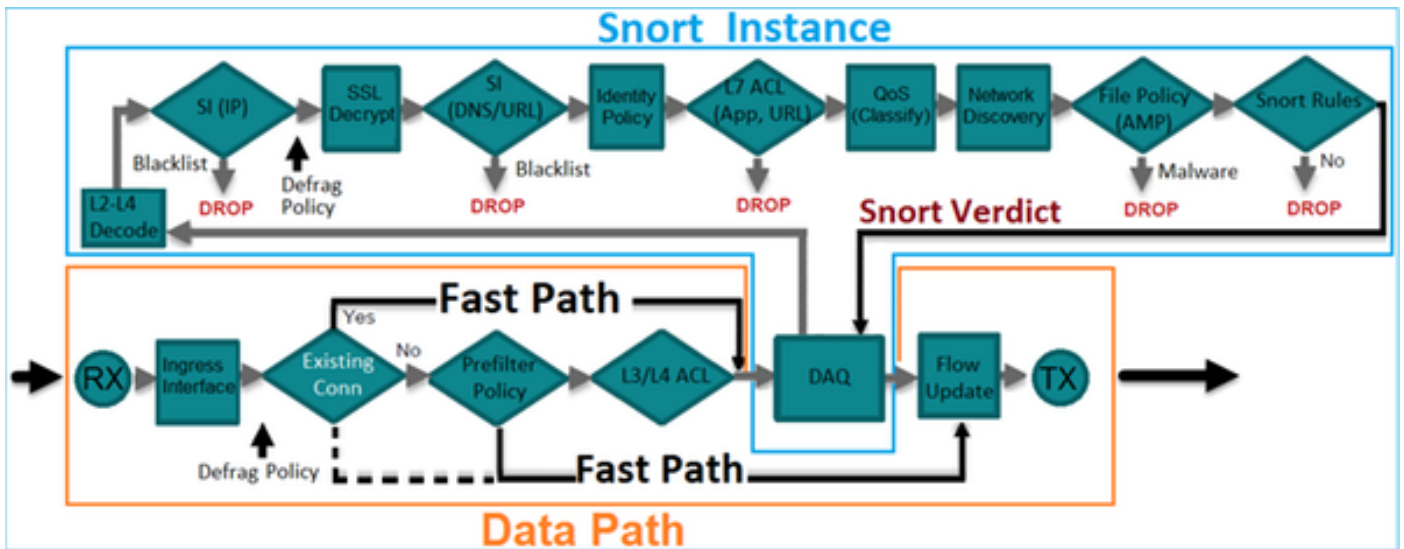 Snort Instance
SI (IP)
SSL
Decrypt
SI
(DNS/URL)
Identity
Policy
L7 ACL
(App, URL)
QoS
(Classify)
Network
Discovery
File Policy
(AMP)
Snort Rules
Blacklist
Defrag
Policy
Blacklist
Malware
No
L2-L4
Decode
DROP
DROP
DROP
DROP
DROP
Snort Verdict
Fast Path
Yes
No
RX
Ingress
Interface
Existing
Conn
Prefilter
Policy
L3/L4 ACL
DAQ
Flow
Update
TX
Defrag Policy
Fast Path
Data Path